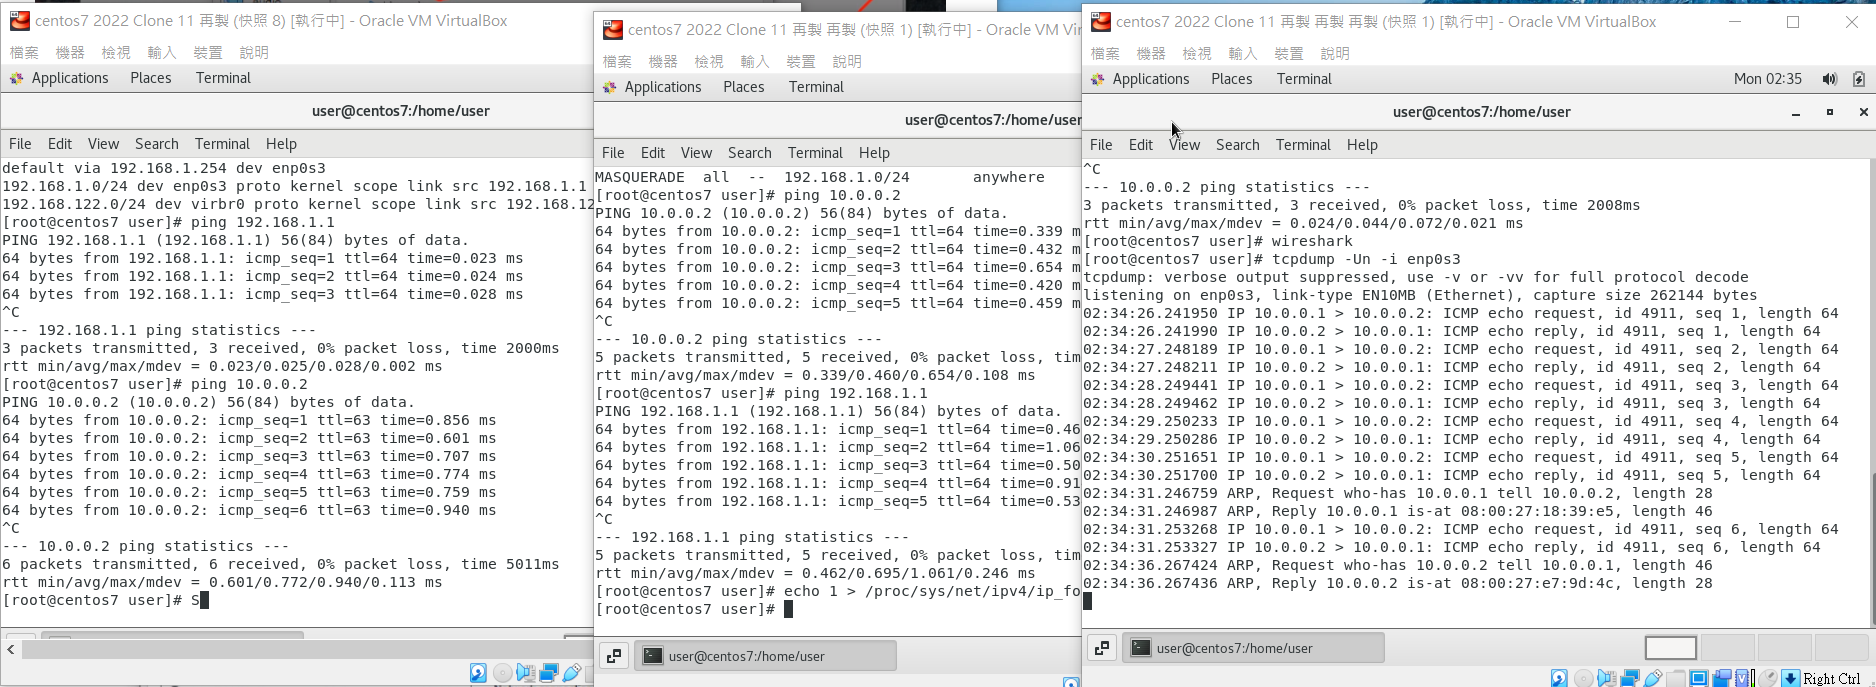 centos7 2022 Clone 11 再製 (快照 8) [執行中] - Oracle VM VirtualBox
檔案 機器 檢視 輸入 裝置 說明
Applications Places Terminal
user@centos7:/home/user
File Edit View Search Terminal Help
default via 192.168.1.254 dev enp0s3
192.168.1.0/24 dev enp0s3 proto kernel scope link src 192.168.1.1
192.168.122.0/24 dev virbr0 proto kernel scope link src 192.168.12
[root@centos7 user]# ping 192.168.1.1
PING 192.168.1.1 (192.168.1.1) 56(84) bytes of data.
64 bytes from 192.168.1.1: icmp_seq=1 ttl=64 time=0.023 ms
64 bytes from 192.168.1.1: icmp_seq=2 ttl=64 time=0.024 ms
64 bytes from 192.168.1.1: icmp_seq=3 ttl=64 time=0.028 ms
^C
--- 192.168.1.1 ping statistics ---
3 packets transmitted, 3 received, 0% packet loss, time 2000ms
rtt min/avg/max/mdev = 0.023/0.025/0.028/0.002 ms
[root@centos7 user]# ping 10.0.0.2
PING 10.0.0.2 (10.0.0.2) 56(84) bytes of data.
64 bytes from 10.0.0.2: icmp_seq=1 ttl=63 time=0.856 ms
64 bytes from 10.0.0.2: icmp_seq=2 ttl=63 time=0.601 ms
64 bytes from 10.0.0.2: icmp_seq=3 ttl=63 time=0.707 ms
64 bytes from 10.0.0.2: icmp_seq=4 ttl=63 time=0.774 ms
64 bytes from 10.0.0.2: icmp_seq=5 ttl=63 time=0.759 ms
64 bytes from 10.0.0.2: icmp_seq=6 ttl=63 time=0.940 ms
^C
--- 10.0.0.2 ping statistics ---
6 packets transmitted, 6 received, 0% packet loss, time 5011ms
rtt min/avg/max/mdev = 0.601/0.772/0.940/0.113 ms
[root@centos7 user]# S
centos7 2022 Clone 11 再製 再製 (快照 1) [執行中] - Oracle VM Vir
檔案 機器 檢視 輸入 裝置 說明
Applications Places Terminal
user@centos7:/home/user
File Edit View Search Terminal Help
MASQUERADE  all  --  192.168.1.0/24       anywhere
[root@centos7 user]# ping 10.0.0.2
PING 10.0.0.2 (10.0.0.2) 56(84) bytes of data.
64 bytes from 10.0.0.2: icmp_seq=1 ttl=64 time=0.339 m
64 bytes from 10.0.0.2: icmp_seq=2 ttl=64 time=0.432 m
64 bytes from 10.0.0.2: icmp_seq=3 ttl=64 time=0.654 m
64 bytes from 10.0.0.2: icmp_seq=4 ttl=64 time=0.420 m
64 bytes from 10.0.0.2: icmp_seq=5 ttl=64 time=0.459 m
^C
--- 10.0.0.2 ping statistics ---
5 packets transmitted, 5 received, 0% packet loss, tim
rtt min/avg/max/mdev = 0.339/0.460/0.654/0.108 ms
[root@centos7 user]# ping 192.168.1.1
PING 192.168.1.1 (192.168.1.1) 56(84) bytes of data.
64 bytes from 192.168.1.1: icmp_seq=1 ttl=64 time=0.46
64 bytes from 192.168.1.1: icmp_seq=2 ttl=64 time=1.06
64 bytes from 192.168.1.1: icmp_seq=3 ttl=64 time=0.50
64 bytes from 192.168.1.1: icmp_seq=4 ttl=64 time=0.91
64 bytes from 192.168.1.1: icmp_seq=5 ttl=64 time=0.53
^C
--- 192.168.1.1 ping statistics ---
5 packets transmitted, 5 received, 0% packet loss, tim
rtt min/avg/max/mdev = 0.462/0.695/1.061/0.246 ms
[root@centos7 user]# echo 1 > /proc/sys/net/ipv4/ip_fo
[root@centos7 user]#
user@centos7:/home/user
centos7 2022 Clone 11 再製 再製 再製 (快照 1) [執行中] - Oracle VM VirtualBox
檔案 機器 檢視 輸入 裝置 說明
Applications Places Terminal Mon 02:35
user@centos7:/home/user
File Edit View Search Terminal Help
^C
--- 10.0.0.2 ping statistics ---
3 packets transmitted, 3 received, 0% packet loss, time 2008ms
rtt min/avg/max/mdev = 0.024/0.044/0.072/0.021 ms
[root@centos7 user]# wireshark
[root@centos7 user]# tcpdump -Un -i enp0s3
tcpdump: verbose output suppressed, use -v or -vv for full protocol decode
listening on enp0s3, link-type EN10MB (Ethernet), capture size 262144 bytes
02:34:26.241950 IP 10.0.0.1 > 10.0.0.2: ICMP echo request, id 4911, seq 1, length 64
02:34:26.241990 IP 10.0.0.2 > 10.0.0.1: ICMP echo reply, id 4911, seq 1, length 64
02:34:27.248189 IP 10.0.0.1 > 10.0.0.2: ICMP echo request, id 4911, seq 2, length 64
02:34:27.248211 IP 10.0.0.2 > 10.0.0.1: ICMP echo reply, id 4911, seq 2, length 64
02:34:28.249441 IP 10.0.0.1 > 10.0.0.2: ICMP echo request, id 4911, seq 3, length 64
02:34:28.249462 IP 10.0.0.2 > 10.0.0.1: ICMP echo reply, id 4911, seq 3, length 64
02:34:29.250233 IP 10.0.0.1 > 10.0.0.2: ICMP echo request, id 4911, seq 4, length 64
02:34:29.250286 IP 10.0.0.2 > 10.0.0.1: ICMP echo reply, id 4911, seq 4, length 64
02:34:30.251651 IP 10.0.0.1 > 10.0.0.2: ICMP echo request, id 4911, seq 5, length 64
02:34:30.251700 IP 10.0.0.2 > 10.0.0.1: ICMP echo reply, id 4911, seq 5, length 64
02:34:31.246759 ARP, Request who-has 10.0.0.1 tell 10.0.0.2, length 28
02:34:31.246987 ARP, Reply 10.0.0.1 is-at 08:00:27:18:39:e5, length 46
02:34:31.253268 IP 10.0.0.1 > 10.0.0.2: ICMP echo request, id 4911, seq 6, length 64
02:34:31.253327 IP 10.0.0.2 > 10.0.0.1: ICMP echo reply, id 4911, seq 6, length 64
02:34:36.267424 ARP, Request who-has 10.0.0.2 tell 10.0.0.1, length 46
02:34:36.267436 ARP, Reply 10.0.0.2 is-at 08:00:27:e7:9d:4c, length 28
user@centos7:/home/user
Right Ctrl